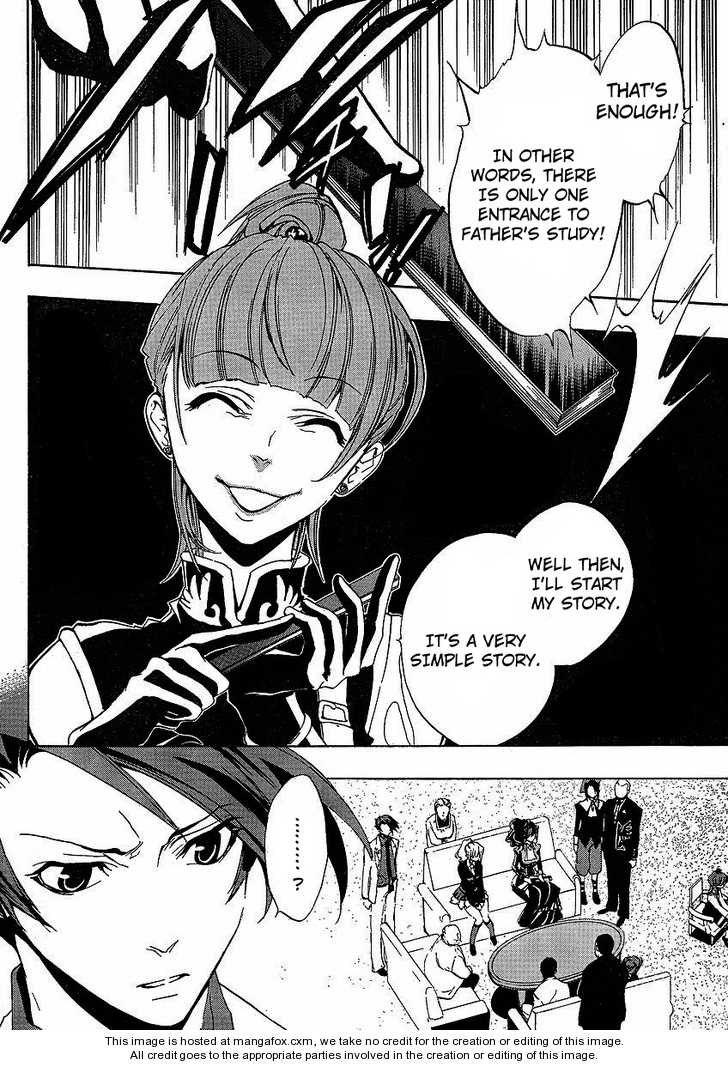 THAT'S
ENOUGH!
IN OTHER
WORDS, THERE
IS ONLY ONE
ENTRANCE TO
FATHER'S STUDY!
WELL THEN,
I'LL START
MY STORY.
IT'S A VERY
SIMPLE STORY.
........
?
This image is hosted at mangafox.cxm, we take no credit for the creation or editing of this image.
All credit goes to the appropriate parties involved in the creation or editing of this image.